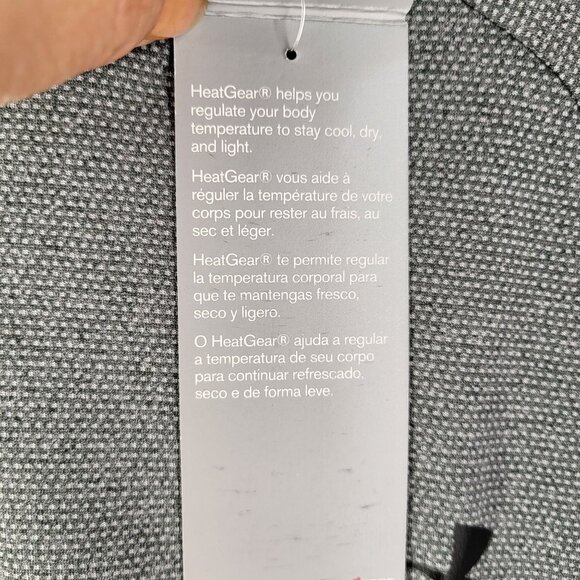 HeatGear® helps you
regulate your body
temperature to stay cool, dry,
and light.
HeatGear® vous aide à
réguler la température de votre
corps pour rester au frais, au
sec et léger.
HeatGear® te permite regular
la temperatura corporal para
que te mantengas fresco,
seco y ligero.
O HeatGear® ajuda a regular
a temperatura de seu corpo
para continuar refrescado,
seco e de forma leve.